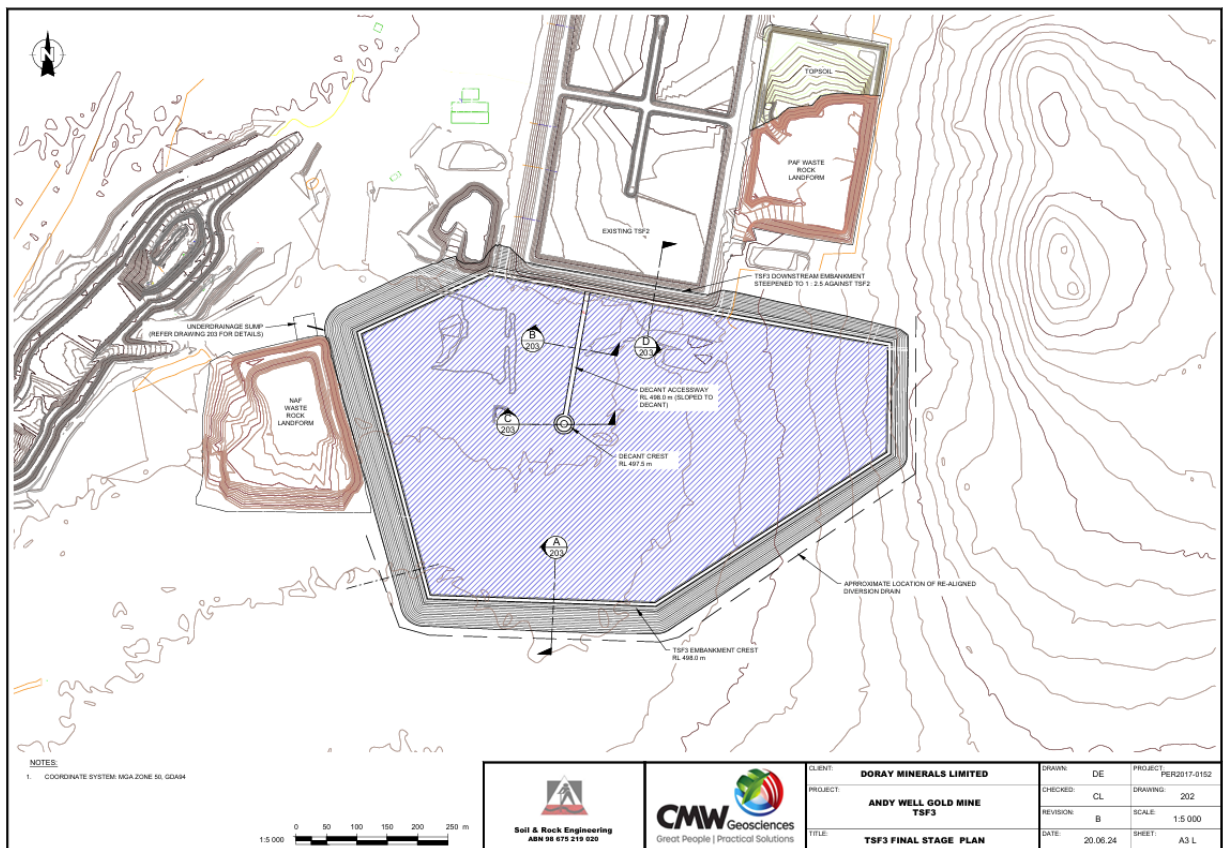 N
TOPSOIL
PAF WASTE
ROCK
LANDFORM
EXISTING TSF2
TSF3 DOWNSTREAM EMBANKMENT
STEEPENED TO 1 : 2.5 AGAINST TSF2
UNDERDRAINAGE SUMP
(REFER DRAWING 203 FOR DETAILS)
B
203
D
203
DECANT ACCESSWAY
RL 498.0 m (SLOPED TO
DECANT)
NAF
WASTE
ROCK
LANDFORM
C
203
DECANT CREST
RL 497.5 m
A
203
APRROXIMATE LOCATION OF RE-ALIGNED
DIVERSION DRAIN
TSF3 EMBANKMENT CREST
RL 498.0 m
NOTES:
1. COORDINATE SYSTEM: MGA ZONE 50, GDA94
1:5 000
0 50 100 150 200 250 m
Soil & Rock Engineering
ABN 98 675 219 020
CMW Geosciences
Great People | Practical Solutions
CLIENT:
DORAY MINERALS LIMITED
PROJECT:
ANDY WELL GOLD MINE
TSF3
TITLE:
TSF3 FINAL STAGE PLAN
DRAWN: DE
PROJECT: PER2017-0152
CHECKED: CL
DRAWING: 202
REVISION: B
SCALE: 1:5 000
DATE: 20.06.24
SHEET: A3 L